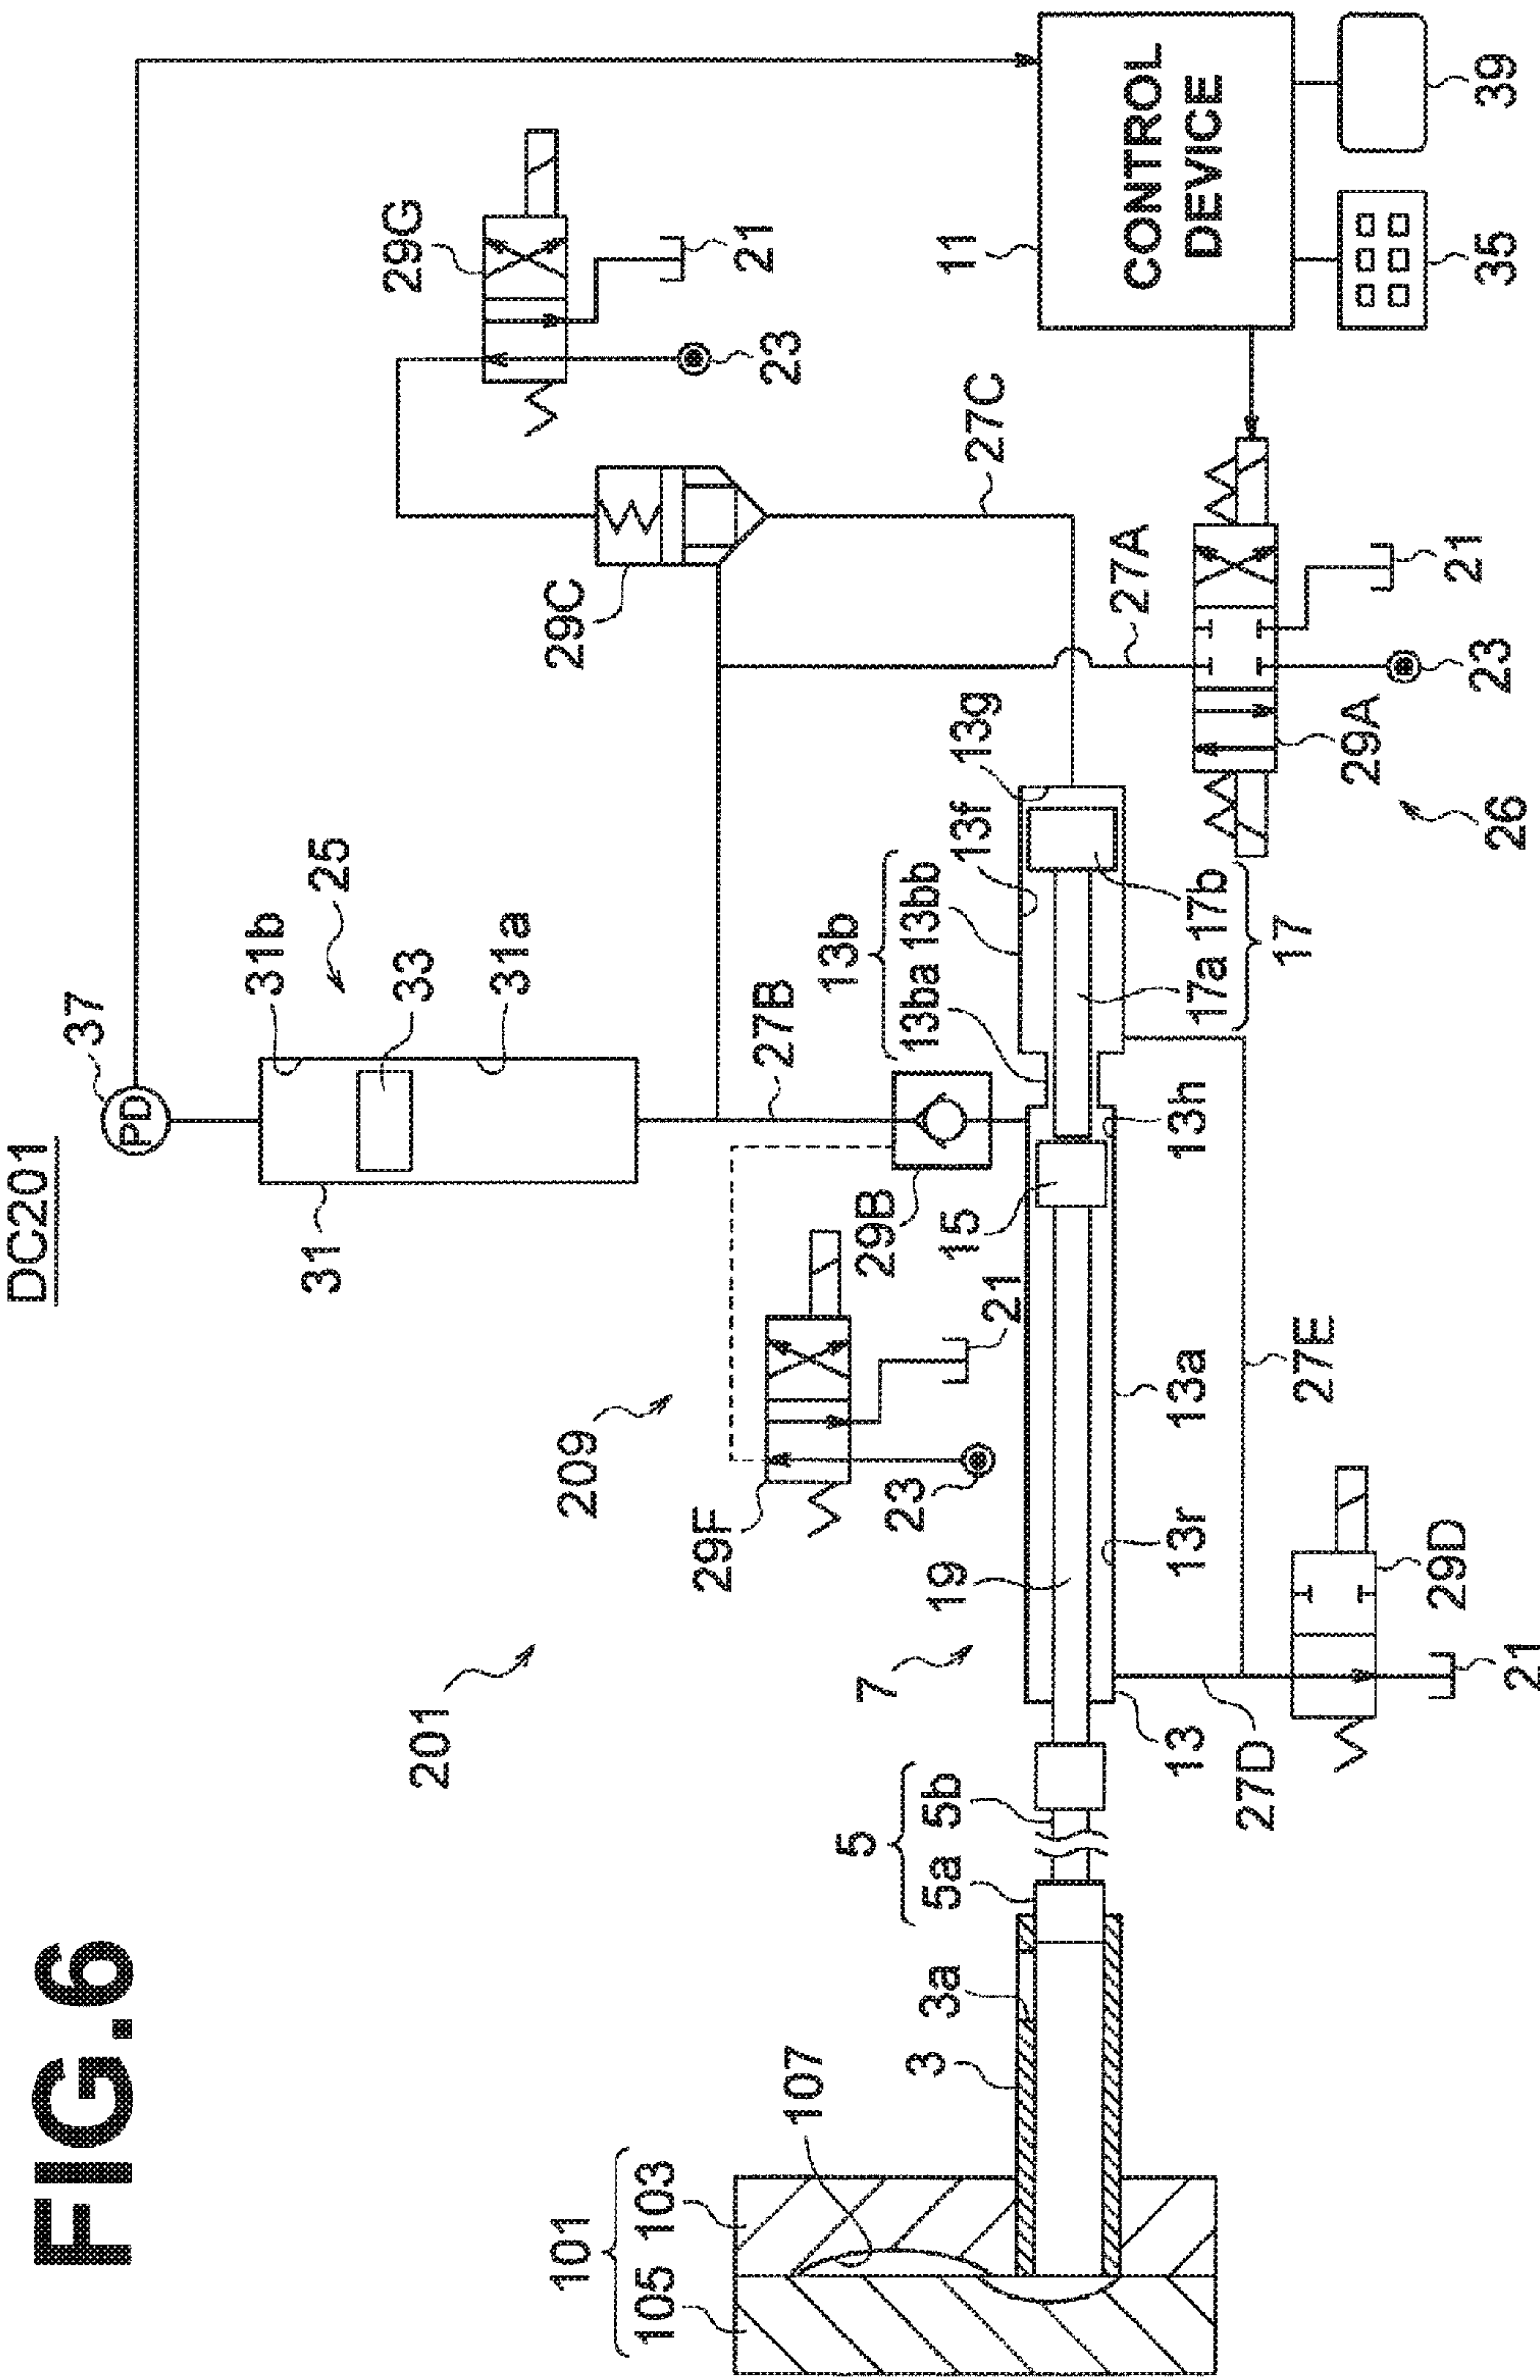 FIG.6
DC201
37
PD
31b
25
33
31a
31
29G
21
23
11
CONTROL
DEVICE
39
35
29C
27C
27A
21
23
29A
26
27B
13b
13ba 13bb
13f
13g
17a 17b
17
13h
29B
15
209
29F
21
23
201
7
19
13r
13a
27E
29D
21
27D
13
5
5a 5b
3a
3
107
101
105 103